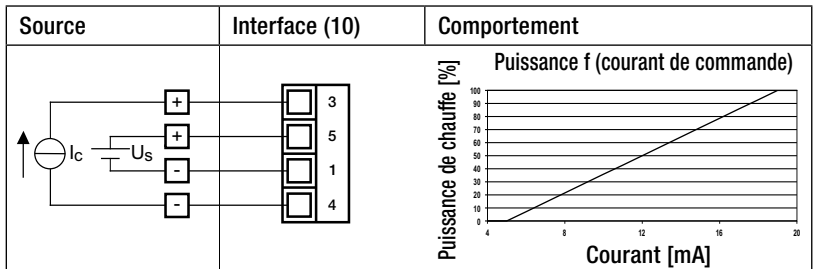 Source
Interface (10)
Comportement
+
3
+
5
-
1
-
4
Ic
Us
Puissance f (courant de commande)
Puissance de chauffe [%]
100
90
80
70
60
50
40
30
20
10
0
4 8 12 16 20
Courant [mA]